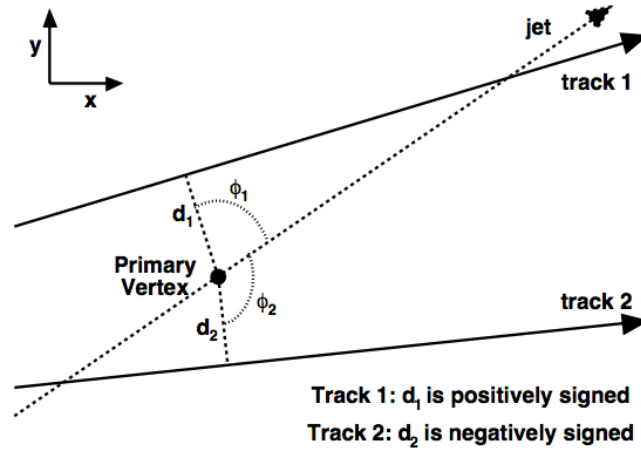 jet
y
x
track 1
ϕ1
d1
Primary
Vertex
ϕ2
track 2
d2
Track 1: d1 is positively signed
Track 2: d2 is negatively signed